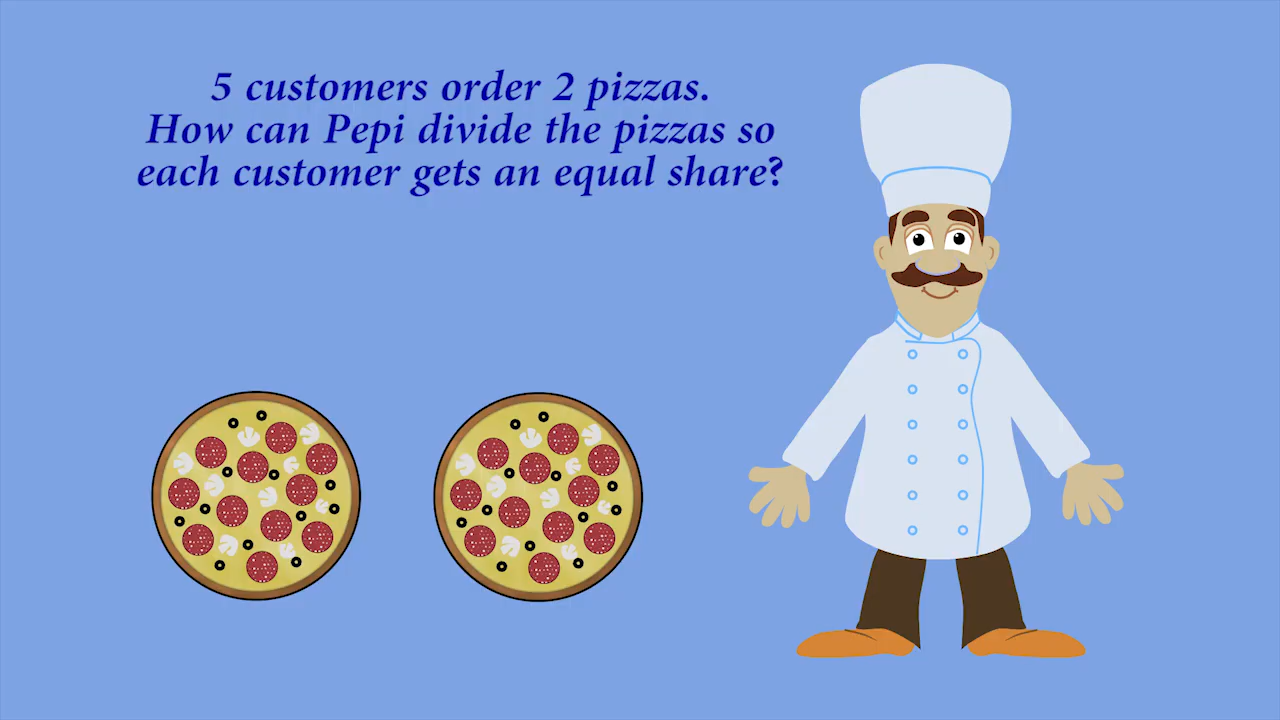 5 customers order 2 pizzas.
How can Pepi divide the pizzas so
each customer gets an equal share?